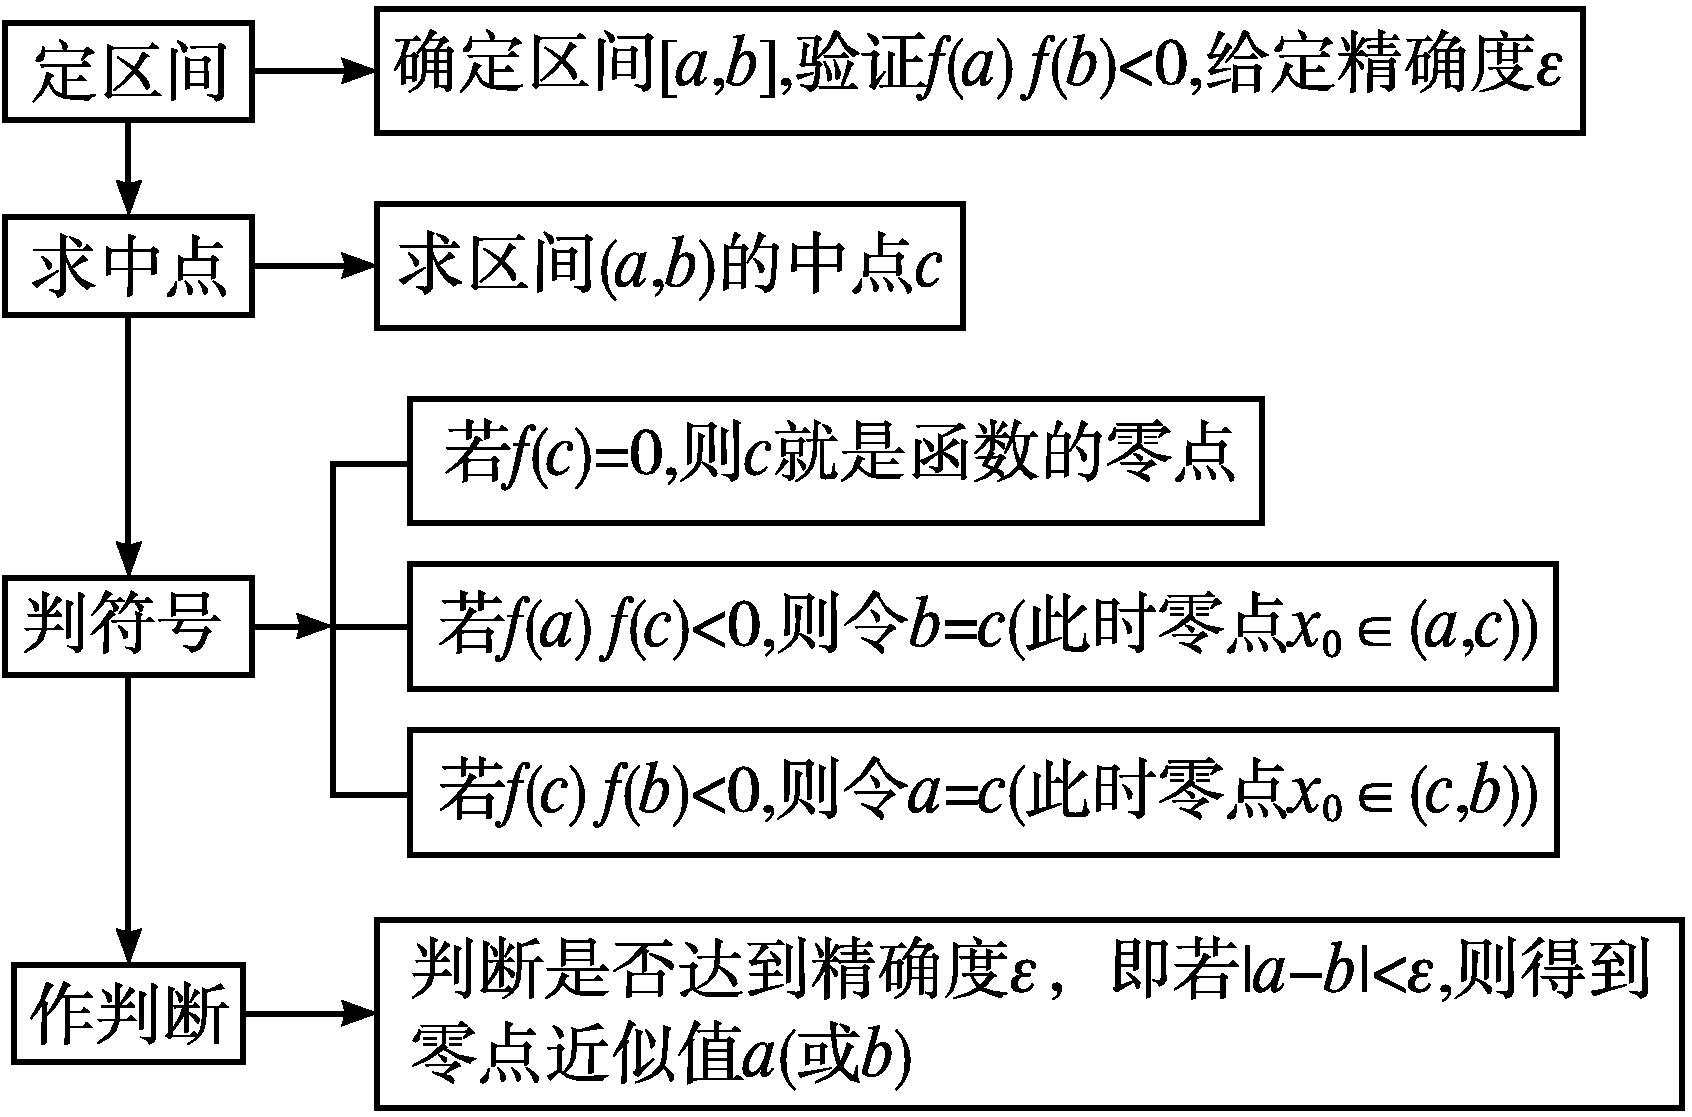 定区间
确定区间[a,b],验证f(a) f(b)<0,给定精确度ε
求中点
求区间(a,b)的中点c
若f(c)=0,则c就是函数的零点
判符号
若f(a) f(c)<0,则令b=c(此时零点x₀∈(a,c))
若f(c) f(b)<0,则令a=c(此时零点x₀∈(c,b))
作判断
判断是否达到精确度ε，即若|a-b|<ε,则得到
零点近似值a(或b)